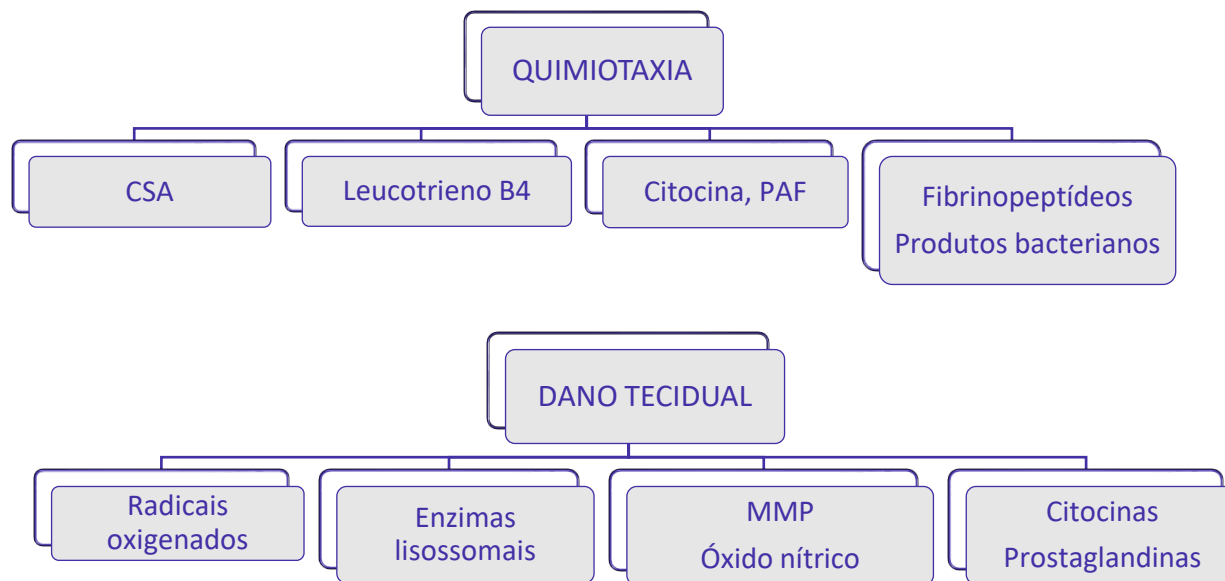 QUIMIOTAXIA
CSA
Leucotrieno B4
Citocina, PAF
Fibrinopeptídeos
Produtos bacterianos
DANO TECIDUAL
Radicais
oxigenados
Enzimas
lisossomais
MMP
Óxido nítrico
Citocinas
Prostaglandinas